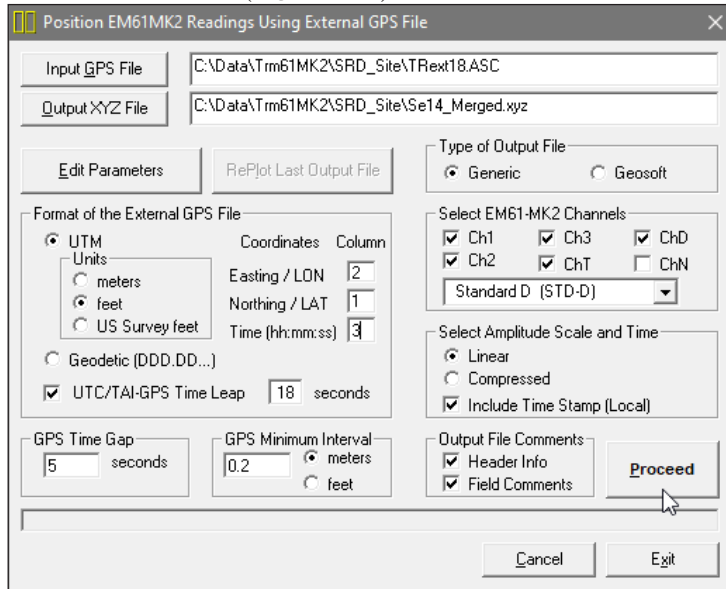 Position EM61MK2 Readings Using External GPS File
Input GPS File C:\Data\Trm61MK2\SRD_Site\TRext18.ASC
Output XYZ File C:\Data\Trm61MK2\SRD_Site\Se14_Merged.xyz
Edit Parameters RePlot Last Output File
Type of Output File
Generic Geosoft
Format of the External GPS File
UTM Coordinates Column
Units
meters
feet
US Survey feet
Easting / LON 2
Northing / LAT 1
Time (hh:mm:ss) 3
Geodetic (DDD.DD...)
UTC/TAI-GPS Time Leap 18 seconds
Select EM61-MK2 Channels
Ch1 Ch3 ChD
Ch2 ChT ChN
Standard D (STD-D)
Select Amplitude Scale and Time
Linear
Compressed
Include Time Stamp (Local)
GPS Time Gap
5 seconds
GPS Minimum Interval
0.2 meters
feet
Output File Comments
Header Info
Field Comments
Proceed
Cancel Exit